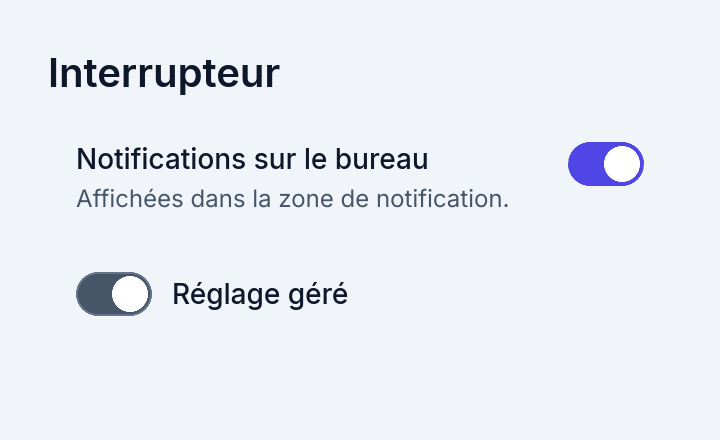 Interrupteur
Notifications sur le bureau
Affichées dans la zone de notification.
Réglage géré